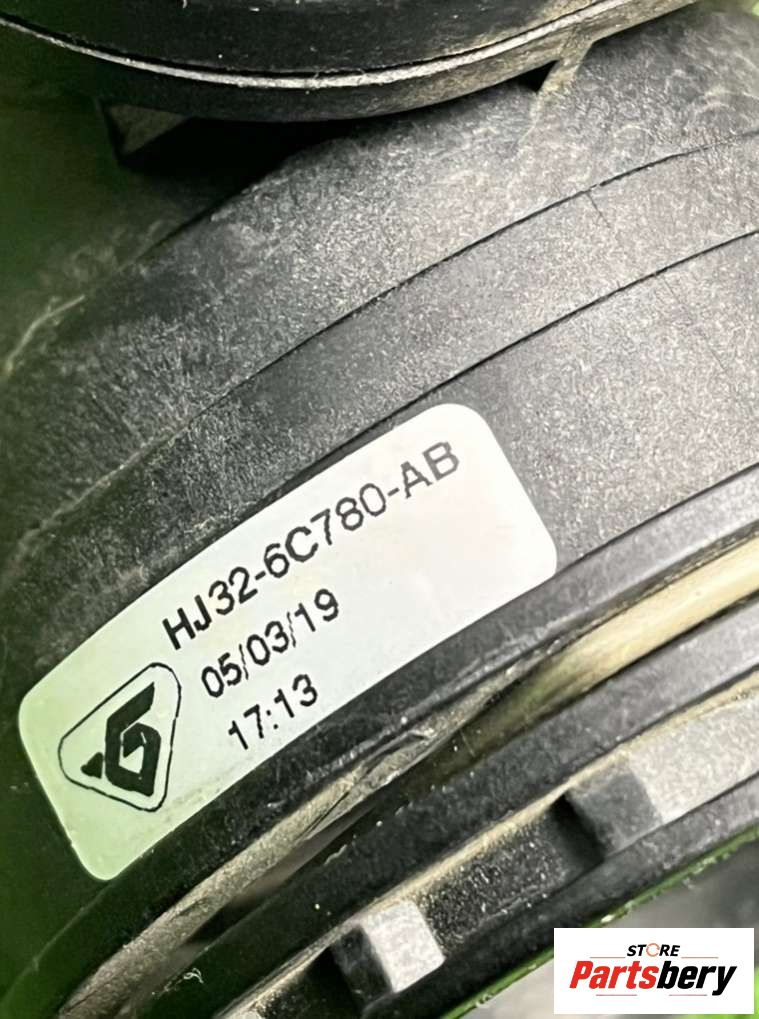 HJ32-6C780-AB
05/03/19
17:13
STORE
Partsbery